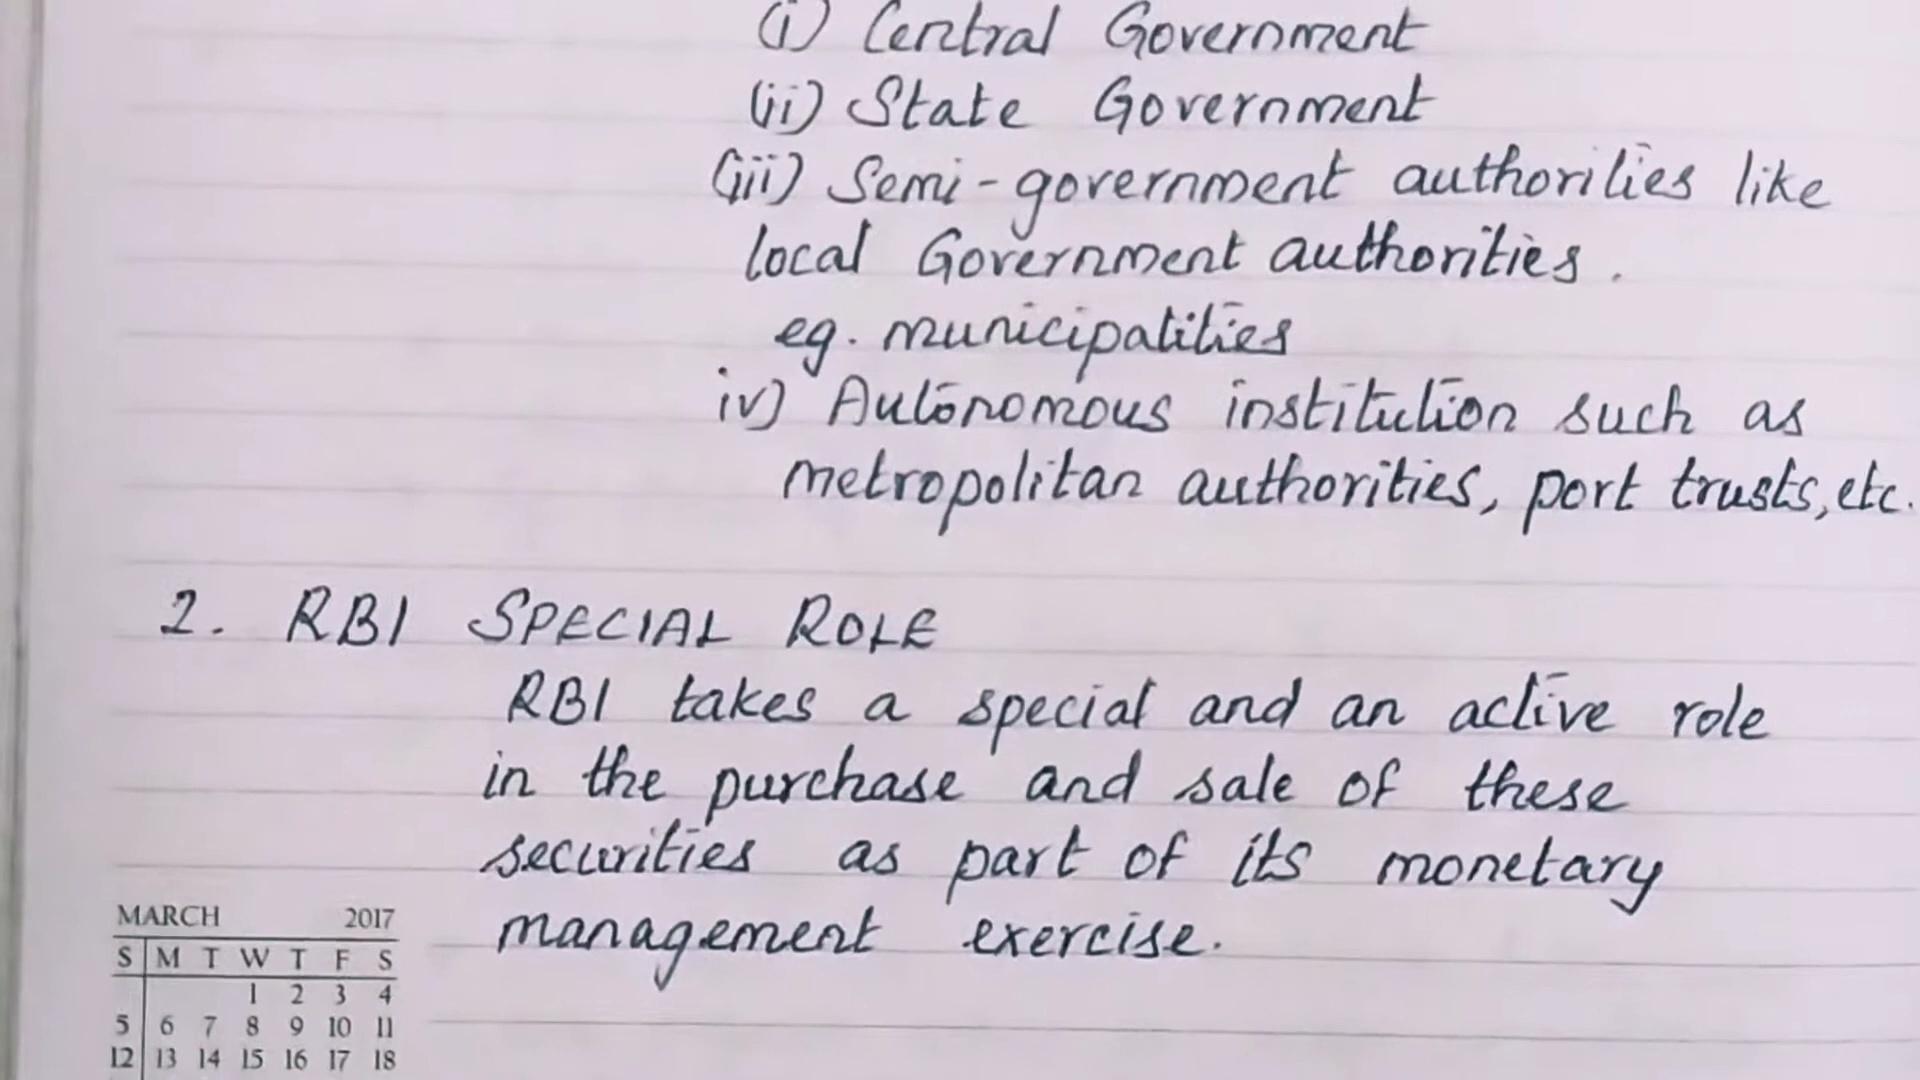 (i) Central Government
(ii) State Government
(iii) Semi-government authorities like
local Government authorities.
eg. municipalities
iv) Autonomous institution such as
metropolitan authorities, port trusts, etc.
2. RBI SPECIAL ROLE
RBI takes a special and an active role
in the purchase and sale of these
securities as part of its monetary
management exercise.
MARCH 2017
S M T W T F S
1 2 3 4
5 6 7 8 9 10 11
12 13 14 15 16 17 18